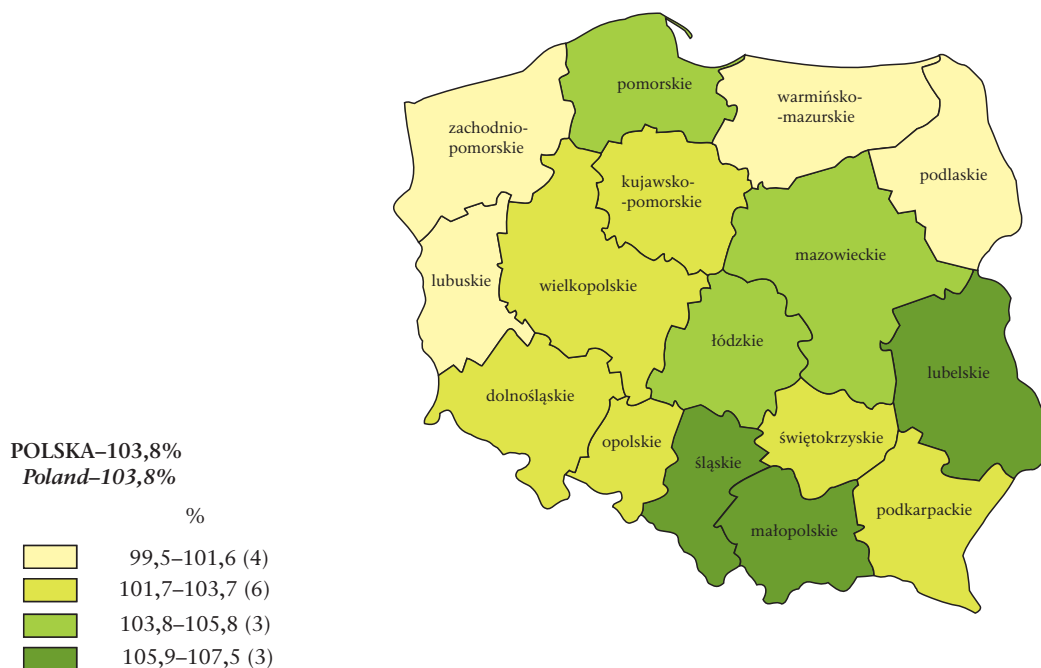 pomorskie
warmińsko-
-mazurskie
zachodnio-
pomorskie
podlaskie
kujawsko-
-pomorskie
mazowieckie
lubuskie
wielkopolskie
łódzkie
lubelskie
dolnośląskie
opolskie
świętokrzyskie
śląskie
podkarpackie
małopolskie
POLSKA–103,8%
Poland–103,8%
%
99,5–101,6 (4)
101,7–103,7 (6)
103,8–105,8 (3)
105,9–107,5 (3)